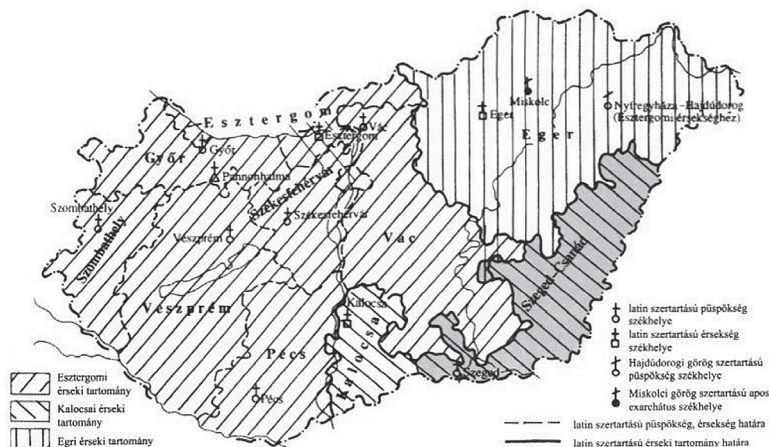 Esztergom
Miskolc
Eger
Nyíregyháza – Hajdúdorog
(Esztergomi érsekséghez)
Eger
Vác
Esztergom
Győr
Győr
Pannonhalma
Székesfehérvár
Székesfehérvár
Szombathely
Szombathely
Veszprém
Vác
Veszprém
Szeged-Csanád
Kalocsa
Kalocsa
Pécs
Pécs
Szeged
latin szertartású püspökség
székhelye
latin szertartású érsekség
székhelye
Hajdúdorogi görög szertartású
püspökség székhelye
Miskolci görög szertartású apos
exarchátus székhelye
Esztergomi
érseki tartomány
Kalocsai érseki
tartomány
Egri érseki tartomány
latin szertartású püspökség, érsekség határa
latin szertartású érseki tartomány határa